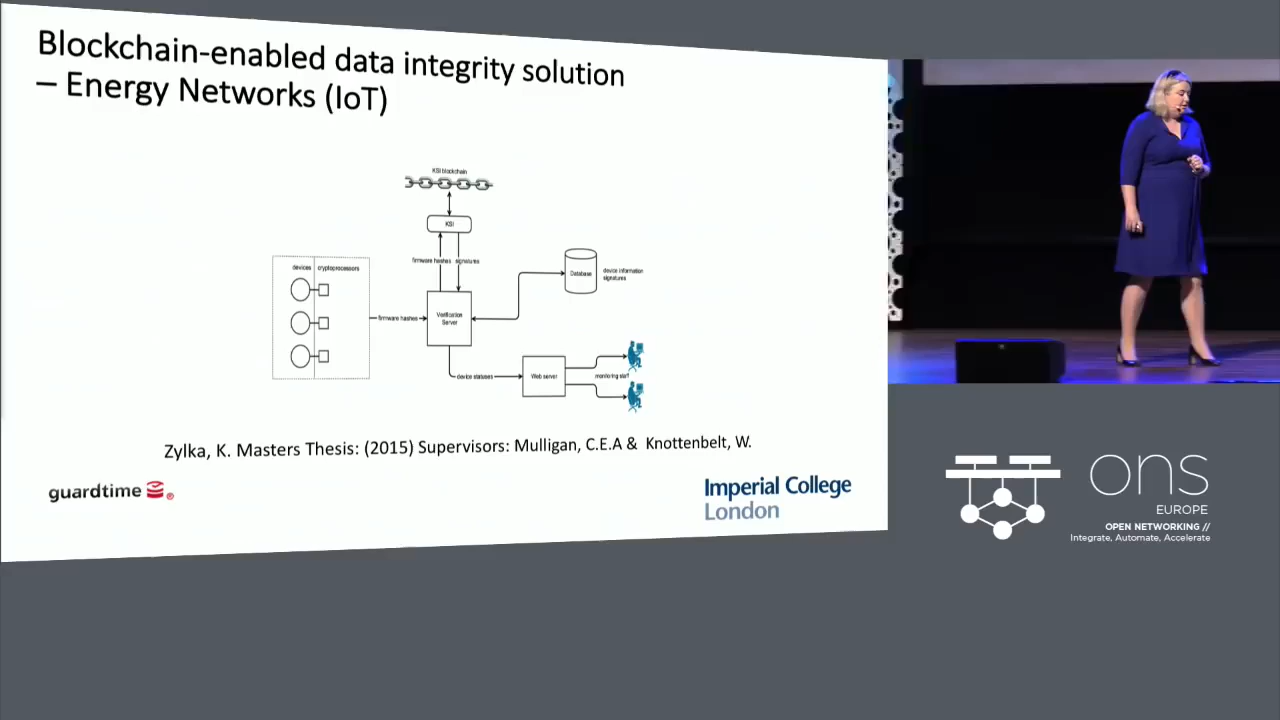 Blockchain-enabled data integrity solution
– Energy Networks (IoT)
KSI blockchain
KSI
firmware hashes signatures
devices cryptoprocessors
firmware hashes
Verification
Server
Database
device information
signatures
device statuses
Web server
monitoring staff
Zylka, K. Masters Thesis: (2015) Supervisors: Mulligan, C.E.A & Knottenbelt, W.
guardtime
Imperial College
London
ons
EUROPE
OPEN NETWORKING //
Integrate, Automate, Accelerate